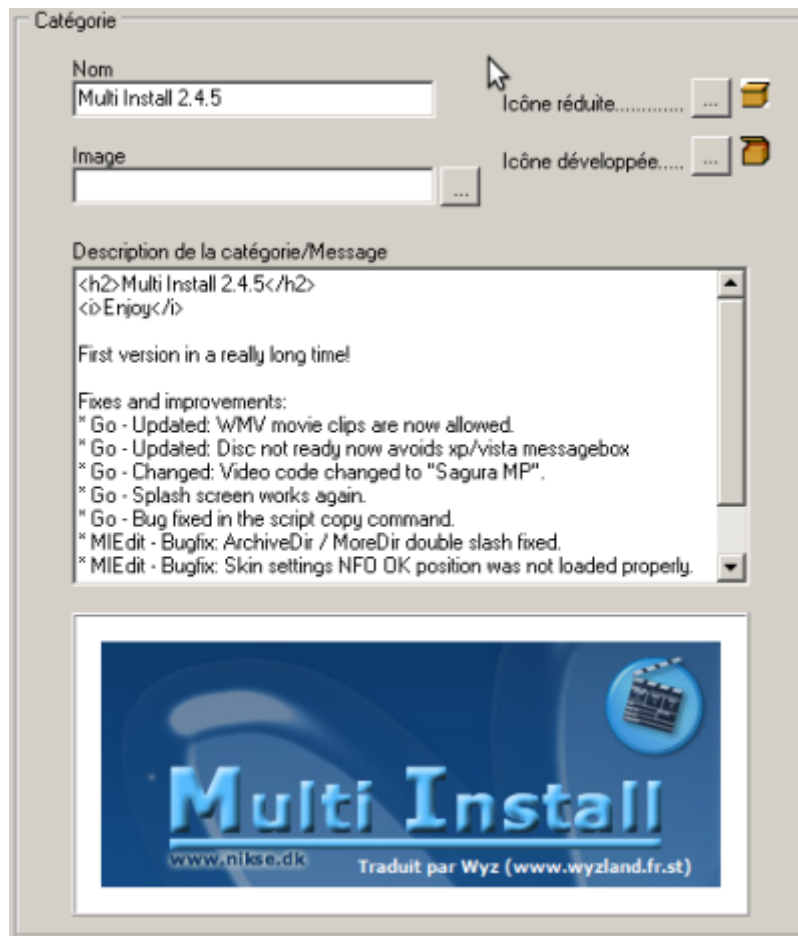 Catégorie
Nom
Multi Install 2.4.5
Icône réduite.............
...
Image
Icône développée.....
...
...
Description de la catégorie/Message
<h2>Multi Install 2.4.5</h2>
<i>Enjoy</i>
First version in a really long time!
Fixes and improvements:
* Go - Updated: WMV movie clips are now allowed.
* Go - Updated: Disc not ready now avoids xp/vista messagebox
* Go - Changed: Video code changed to "Sagura MP".
* Go - Splash screen works again.
* Go - Bug fixed in the script copy command.
* MIEdit - Bugfix: ArchiveDir / MoreDir double slash fixed.
* MIEdit - Bugfix: Skin settings NFO OK position was not loaded properly.
Multi Install
www.nikse.dk
Traduit par Wyz (www.wyzland.fr.st)